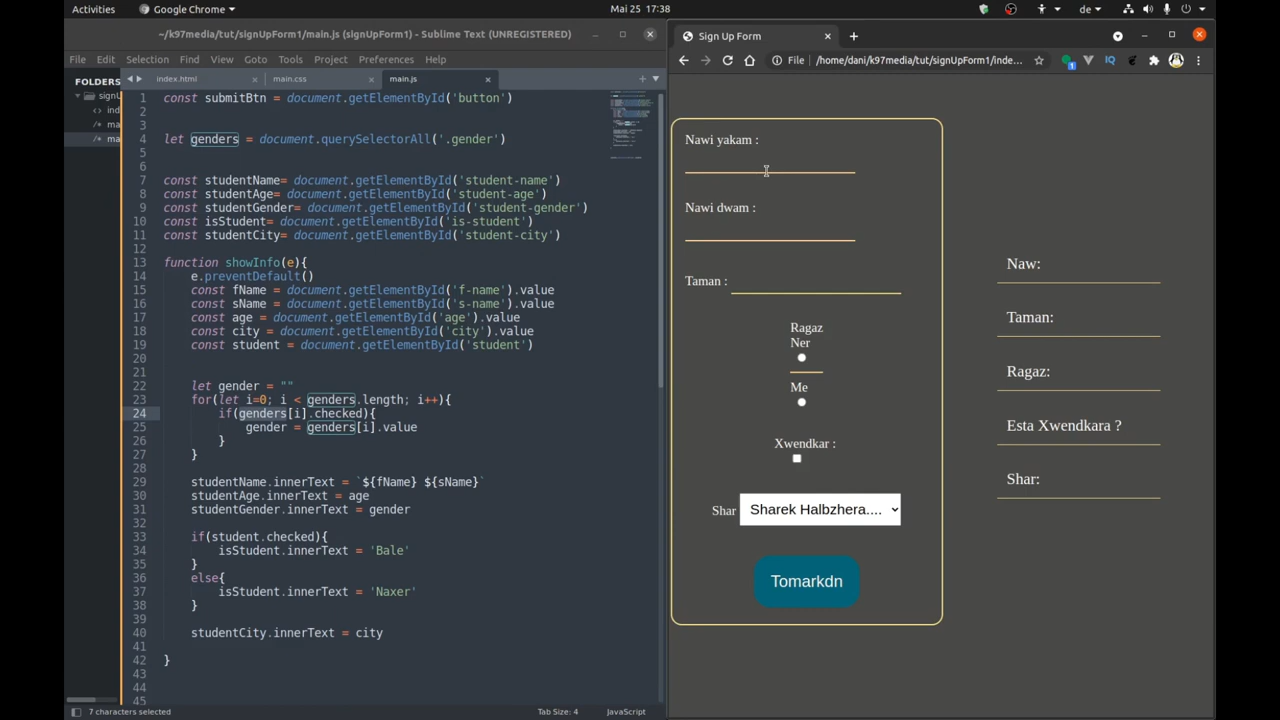 Activities
Google Chrome
Mai 25 17:38
de
~/k97media/tut/signUpForm1/main.js (signUpForm1) - Sublime Text (UNREGISTERED)
File Edit Selection Find View Goto Tools Project Preferences Help
FOLDERS
signU
ind
ma
ma
index.html
main.css
main.js
1 const submitBtn = document.getElementById('button')
2
3
4 let genders = document.querySelectorAll('.gender')
5
6
7 const studentName= document.getElementById('student-name')
8 const studentAge= document.getElementById('student-age')
9 const studentGender= document.getElementById('student-gender')
10 const isStudent= document.getElementById('is-student')
11 const studentCity= document.getElementById('student-city')
12
13 function showInfo(e){
14 e.preventDefault()
15 const fName = document.getElementById('f-name').value
16 const sName = document.getElementById('s-name').value
17 const age = document.getElementById('age').value
18 const city = document.getElementById('city').value
19 const student = document.getElementById('student')
20
21
22 let gender = ""
23 for(let i=0; i < genders.length; i++){
24 if(genders[i].checked){
25 gender = genders[i].value
26 }
27 }
28
29 studentName.innerText = `${fName} ${sName}`
30 studentAge.innerText = age
31 studentGender.innerText = gender
32
33 if(student.checked){
34 isStudent.innerText = 'Bale'
35 }
36 else{
37 isStudent.innerText = 'Naxer'
38 }
39
40 studentCity.innerText = city
41
42 }
43
44
45
7 characters selected
Tab Size: 4
JavaScript
Sign Up Form
File /home/dani/k97media/tut/signUpForm1/inde...
Nawi yakam :
Nawi dwam :
Taman :
Ragaz
Ner
Me
Xwendkar :
Shar Sharek Halbzhera....
Tomarkdn
Naw:
Taman:
Ragaz:
Esta Xwendkara ?
Shar: